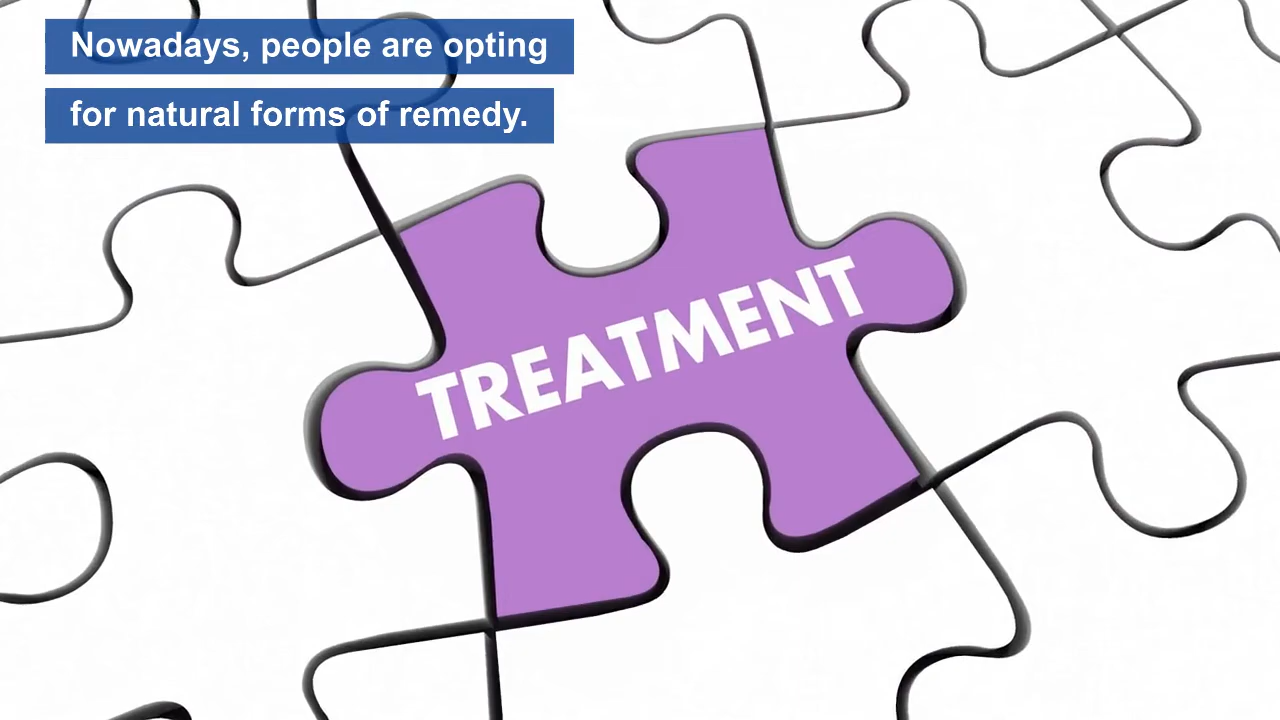 Nowadays, people are opting
for natural forms of remedy.
TREATMENT